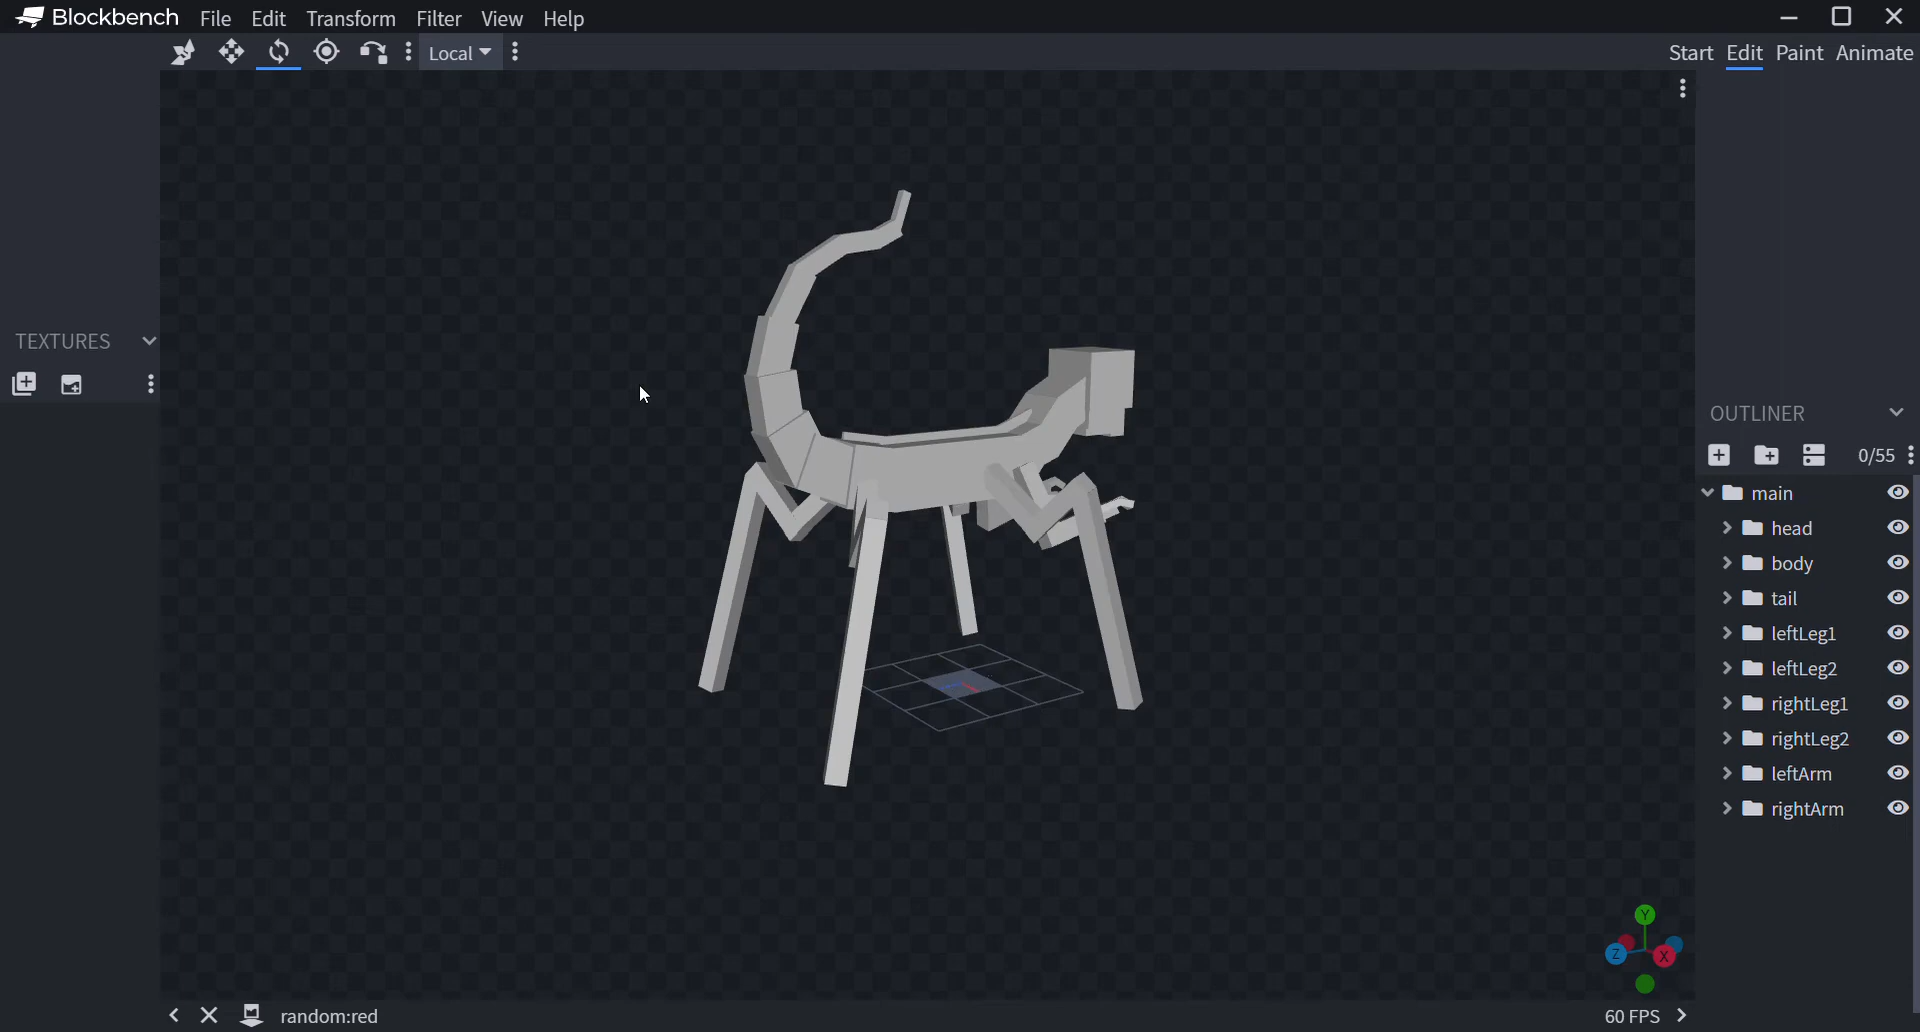 Blockbench File Edit Transform Filter View Help
Local
Start Edit Paint Animate
TEXTURES
OUTLINER
0/55
main
head
body
tail
leftLeg1
leftLeg2
rightLeg1
rightLeg2
leftArm
rightArm
Y
Z
X
random:red
60 FPS